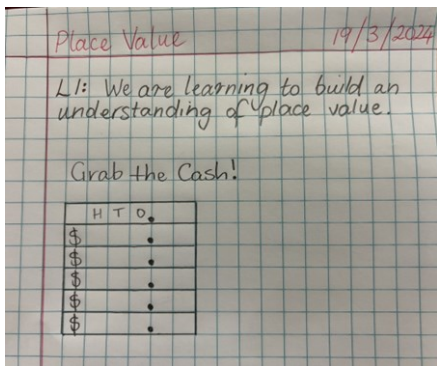 Place Value 19/3/2024
LI: We are learning to build an
understanding of place value.
Grab the Cash!
H T O.
$ .
$ .
$ .
$ .
$ .